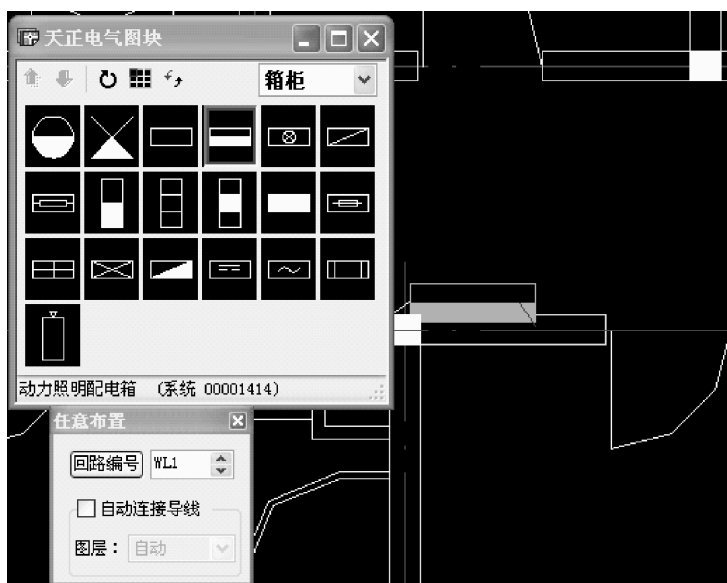 天正电气图块
箱柜
动力照明配电箱 (系统 00001414)
任意布置
回路编号 WL1
自动连接导线
图层： 自动